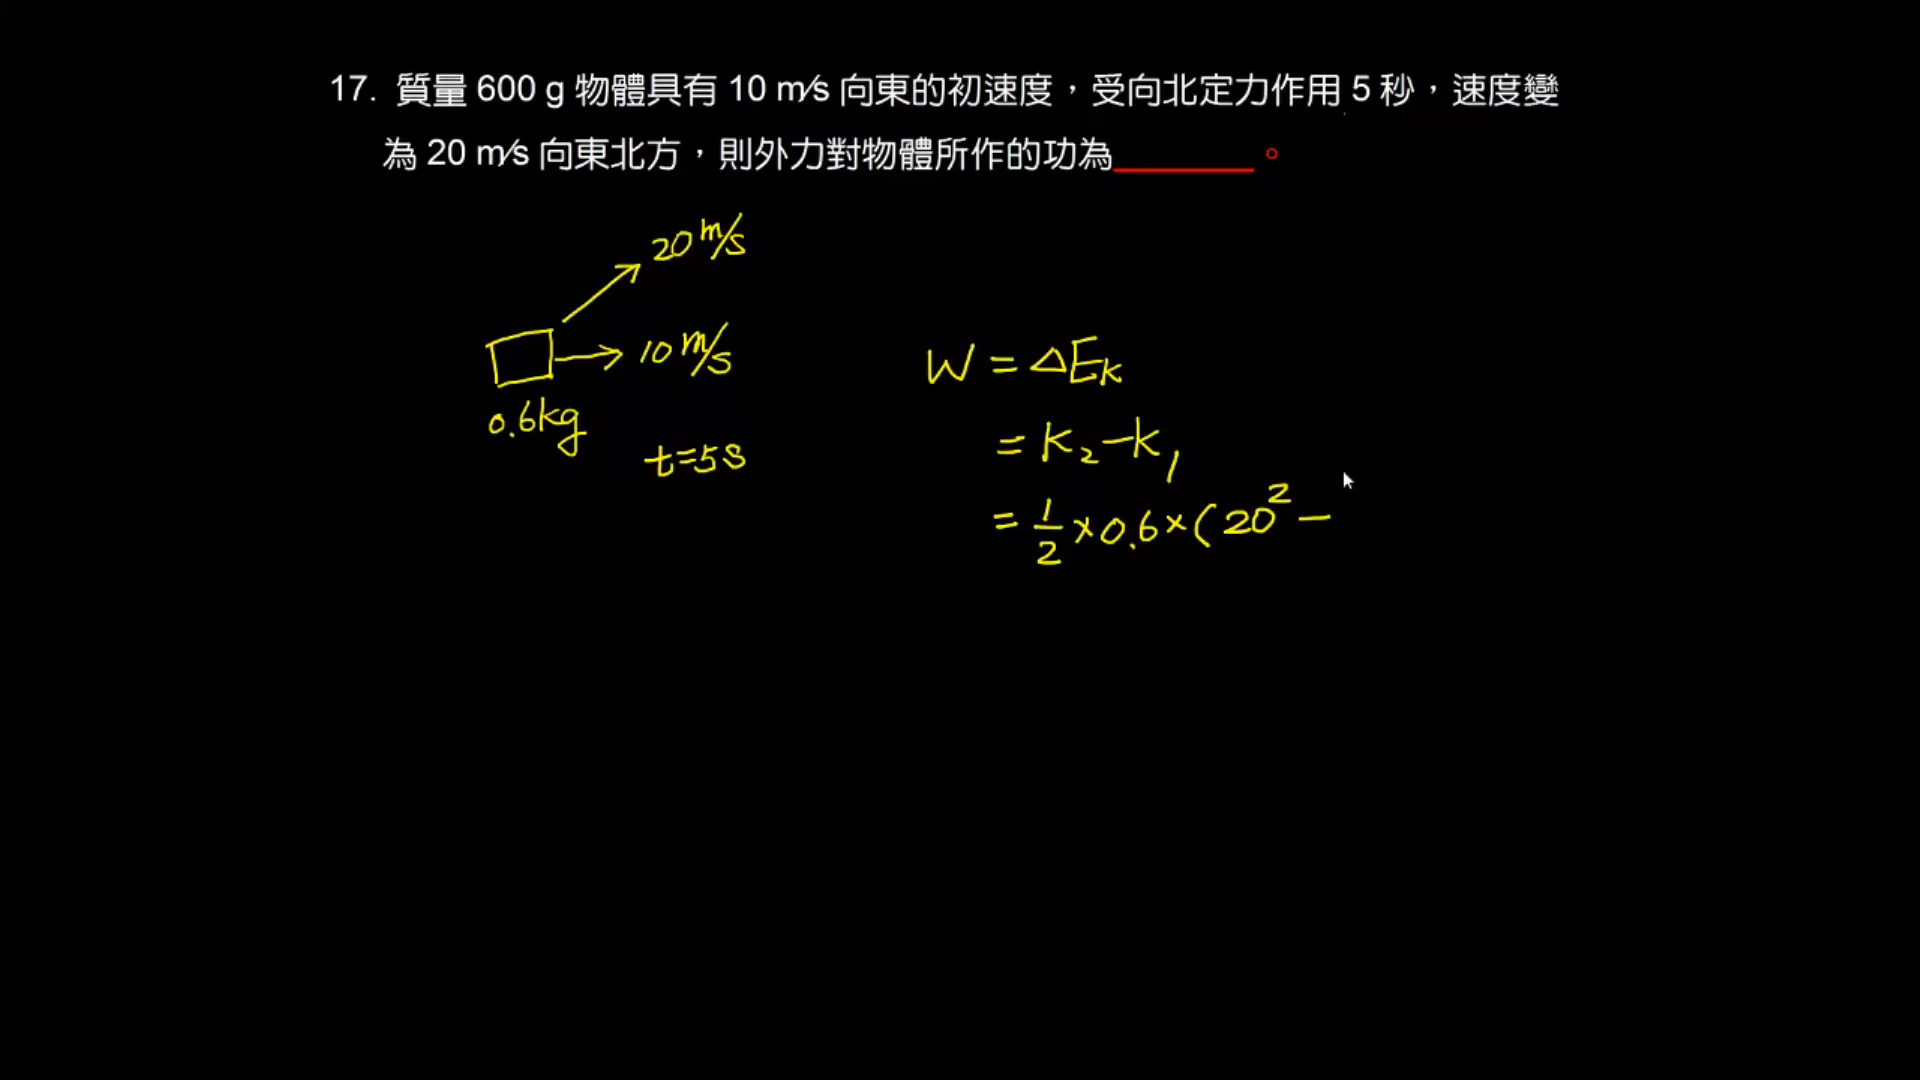 17. 質量 600 g 物體具有 10 m/s 向東的初速度，受向北定力作用 5 秒，速度變
為 20 m/s 向東北方，則外力對物體所作的功為________。
20 m/s
10 m/s
0.6kg
t=5s
W = ΔEk
= K2-K1
= 1/2 × 0.6 × ( 20² -